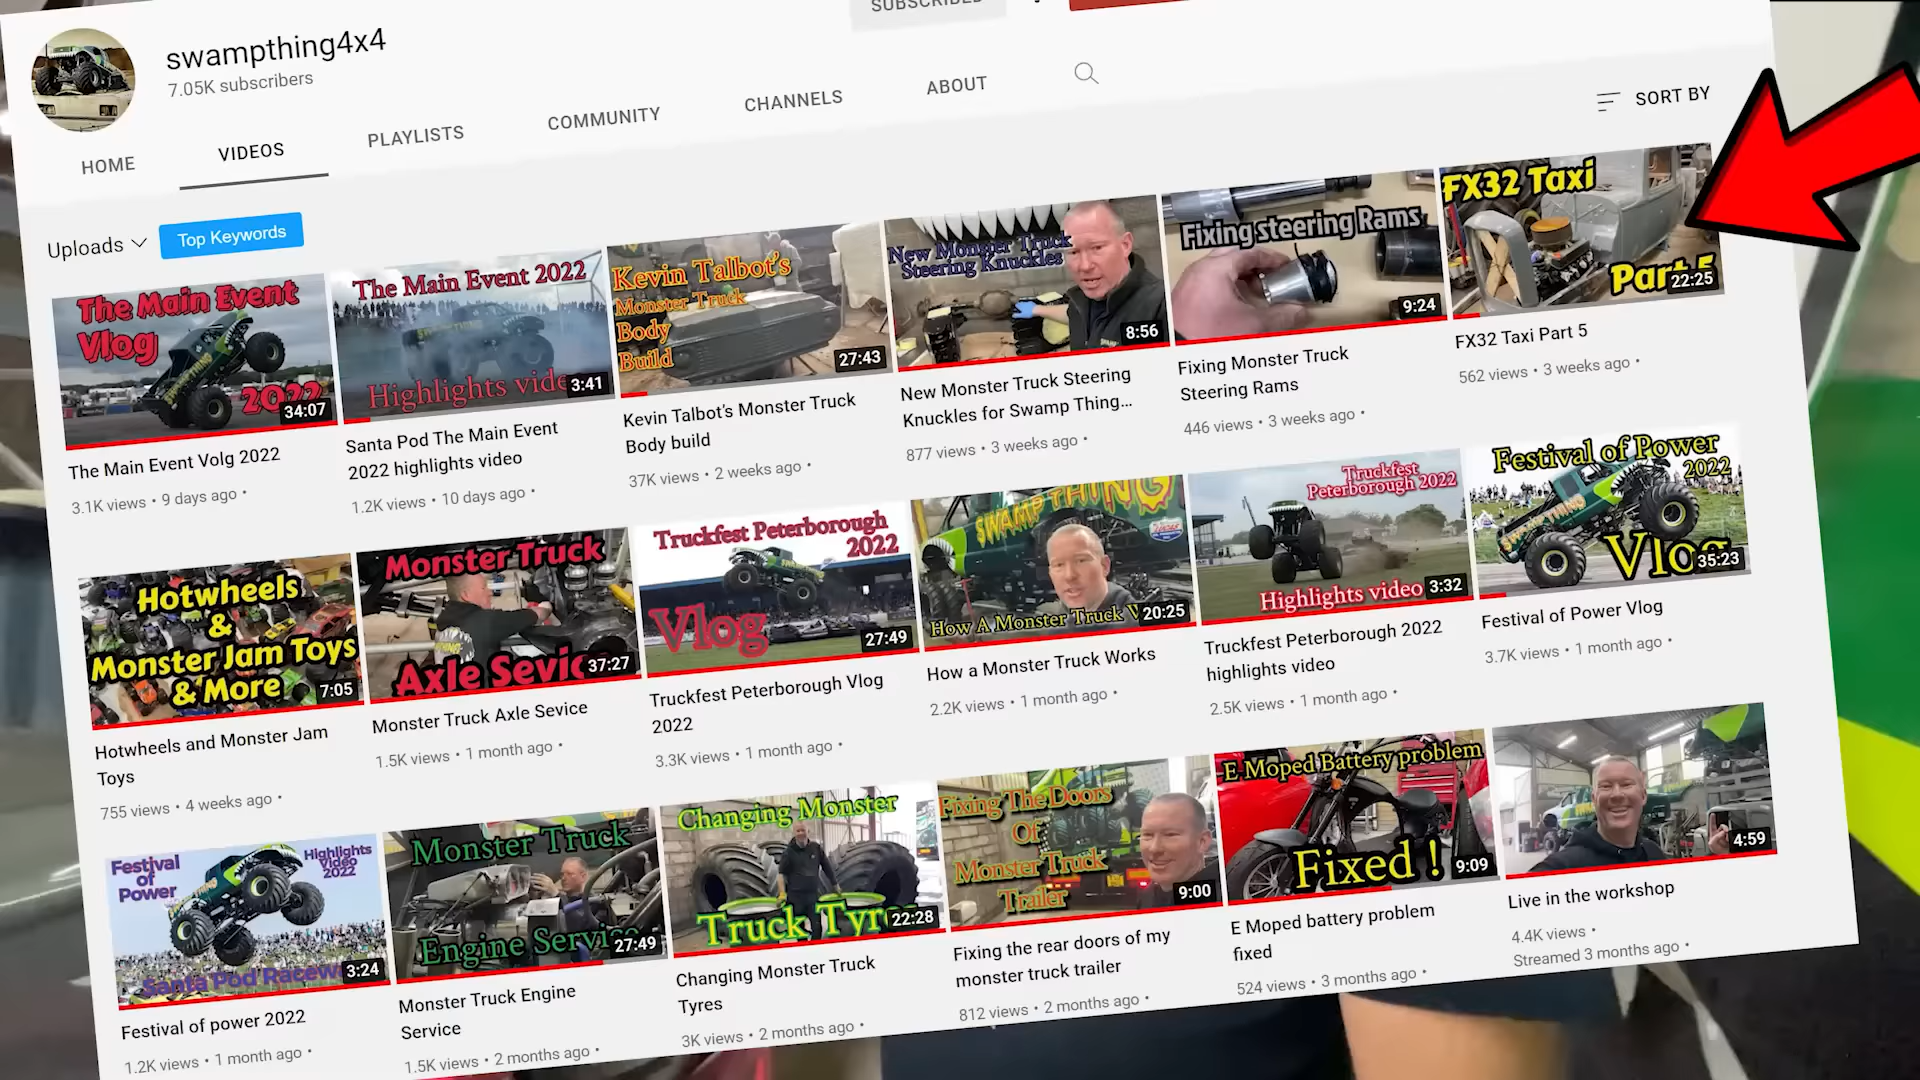 SUBSCRIBED
swampthing4x4
7.05K subscribers
HOME
VIDEOS
PLAYLISTS
COMMUNITY
CHANNELS
ABOUT
SORT BY
Uploads
Top Keywords
The Main Event
Vlog
2022
34:07
The Main Event Volg 2022
3.1K views • 9 days ago •
The Main Event 2022
Highlights vide
3:41
Santa Pod The Main Event
2022 highlights video
1.2K views • 10 days ago •
Kevin Talbot's
Monster Truck
Body
Build
27:43
Kevin Talbot's Monster Truck
Body build
37K views • 2 weeks ago •
New Monster Truck
Steering Knuckles
8:56
New Monster Truck Steering
Knuckles for Swamp Thing...
877 views • 3 weeks ago •
Fixing steering Rams
9:24
Fixing Monster Truck
Steering Rams
446 views • 3 weeks ago •
FX32 Taxi
Part 5
22:25
FX32 Taxi Part 5
562 views • 3 weeks ago •
Hotwheels
&
Monster Jam Toys
& More
7:05
Hotwheels and Monster Jam
Toys
755 views • 4 weeks ago •
Monster Truck
Axle Sevic
37:27
Monster Truck Axle Sevice
1.5K views • 1 month ago •
Truckfest Peterborough
2022
Vlog
27:49
Truckfest Peterborough Vlog
2022
3.3K views • 1 month ago •
SWAMP THING
How A Monster Truck W
20:25
How a Monster Truck Works
2.2K views • 1 month ago •
Truckfest
Peterborough 2022
Highlights video
3:32
Truckfest Peterborough 2022
highlights video
2.5K views • 1 month ago •
Festival of Power
2022
Vlog
35:23
Festival of Power Vlog
3.7K views • 1 month ago •
Festival
of
Power
Highlights
Video
2022
Santa Pod Racew
3:24
Festival of power 2022
1.2K views • 1 month ago •
Monster Truck
Engine Servic
27:49
Monster Truck Engine
Service
1.5K views • 2 months ago •
Changing Monster
Truck Tyre
22:28
Changing Monster Truck
Tyres
3K views • 2 months ago •
Fixing The Doors
Of
Monster Truck
Trailer
9:00
Fixing the rear doors of my
monster truck trailer
812 views • 2 months ago •
E Moped Battery problem
Fixed !
9:09
E Moped battery problem
fixed
524 views • 3 months ago •
4:59
Live in the workshop
4.4K views •
Streamed 3 months ago •